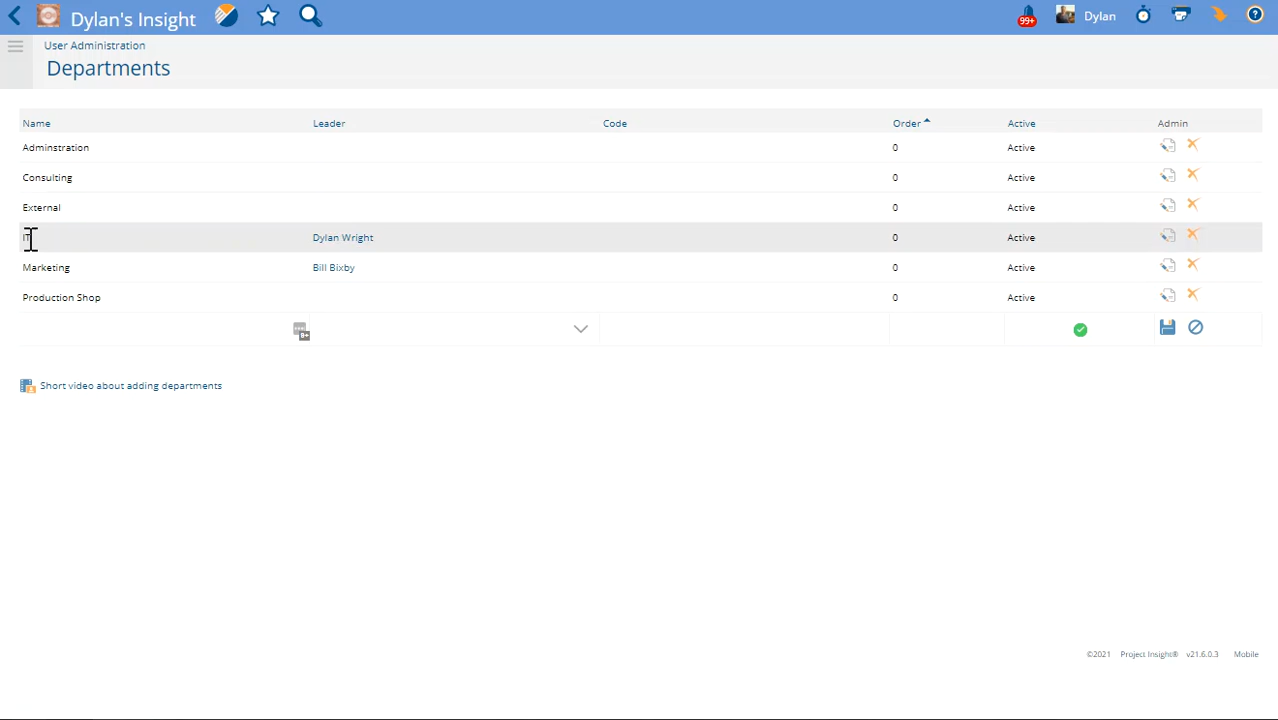 Dylan's Insight
99+
Dylan
User Administration
Departments
Name Leader Code Order Active Admin
Adminstration 0 Active
Consulting 0 Active
External 0 Active
IT Dylan Wright 0 Active
Marketing Bill Bixby 0 Active
Production Shop 0 Active
Short video about adding departments
©2021 Project Insight® v21.6.0.3 Mobile